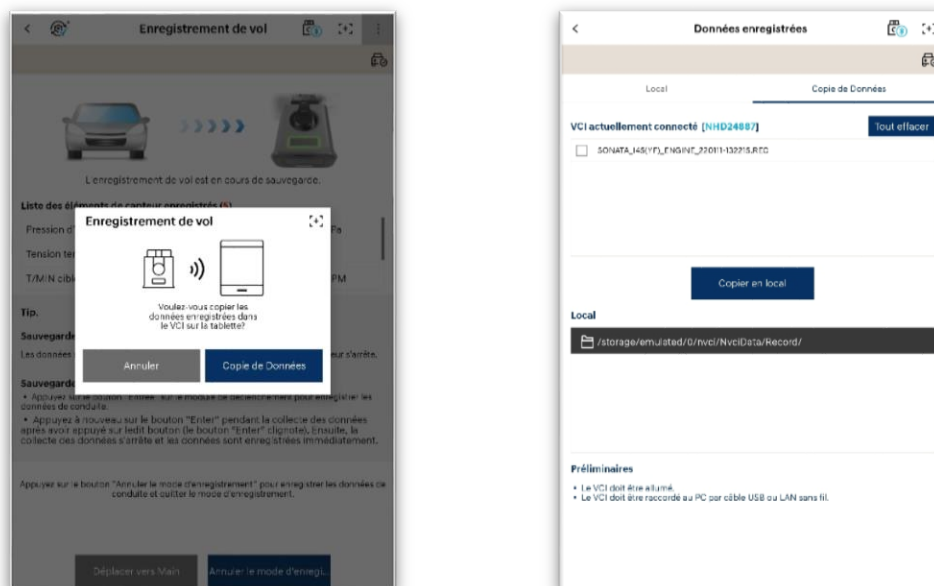 Enregistrement de vol
L'enregistrement de vol est en cours de sauvegarde.
Liste des éléments de capteur enregistrés (5)
Pression d'
Pa
Tension ten
T/MIN cibl
PM
Enregistrement de vol
Voulez-vous copier les
données enregistrées dans
le VCI sur la tablette?
Annuler
Copie de Données
Tip.
Sauvegarde
Les données
eur s'arrête.
Sauvegarde
• Appuyez sur le bouton "Entrée" sur le module de déclenchement pour enregistrer les
données de conduite.
• Appuyez à nouveau sur le bouton "Enter" pendant la collecte des données
après avoir appuyé sur ledit bouton (le bouton "Enter" clignote). Ensuite, la
collecte des données s'arrête et les données sont enregistrées immédiatement.
Appuyez sur le bouton "Annuler le mode d'enregistrement" pour enregistrer les données de
conduite et quitter le mode d'enregistrement.
Déplacer vers Main
Annuler le mode d'enregi..
Données enregistrées
Local
Copie de Données
VCI actuellement connecté [NHD24887]
Tout effacer
SONATA_I45(YF)_ENGINE_220111-132215.REC
Copier en local
Local
/storage/emulated/0/nvci/NvciData/Record/
Préliminaires
• Le VCI doit être allumé.
• Le VCI doit être raccordé au PC par câble USB ou LAN sans fil.